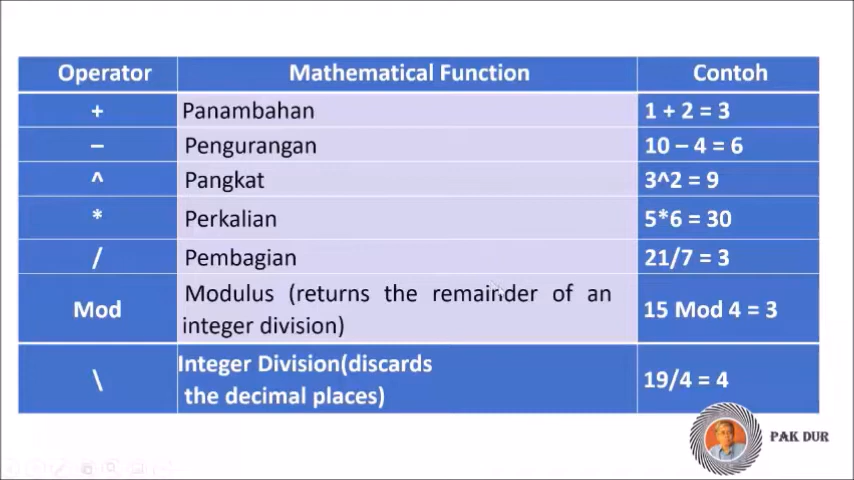 Operator Mathematical Function Contoh
+ Panambahan 1 + 2 = 3
– Pengurangan 10 – 4 = 6
^ Pangkat 3^2 = 9
* Perkalian 5*6 = 30
/ Pembagian 21/7 = 3
Mod Modulus (returns the remainder of an 15 Mod 4 = 3
integer division)
\ Integer Division(discards 19/4 = 4
the decimal places)
PAK DUR